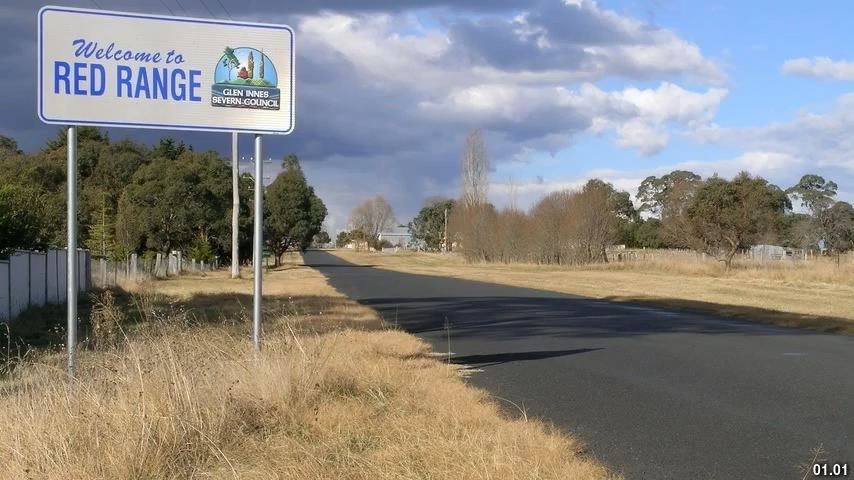 Welcome to
RED RANGE
GLEN INNES
SEVERN COUNCIL
01.01